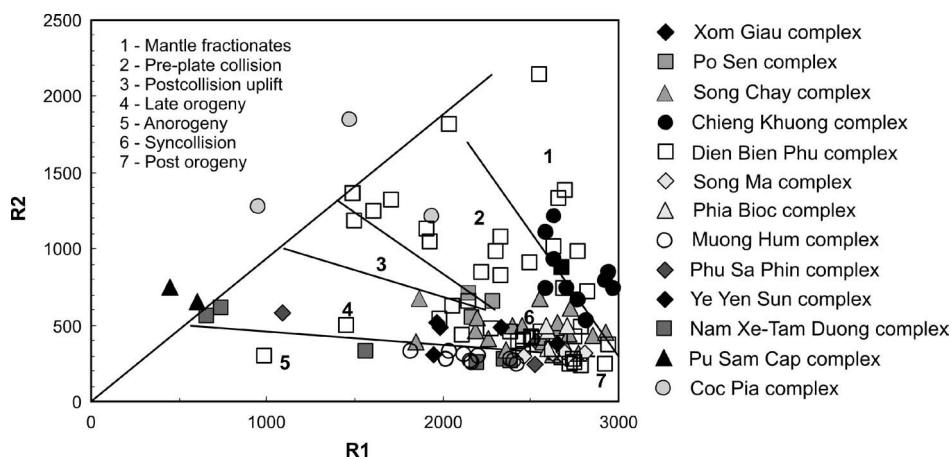 2500
2000
1500
1000
500
0
R2
1 - Mantle fractionates
2 - Pre-plate collision
3 - Postcollision uplift
4 - Late orogeny
5 - Anorogeny
6 - Syncollision
7 - Post orogeny
1
2
3
4
5
6
7
0
1000
2000
3000
R1
Xom Giau complex
Po Sen complex
Song Chay complex
Chieng Khuong complex
Dien Bien Phu complex
Song Ma complex
Phia Bioc complex
Muong Hum complex
Phu Sa Phin complex
Ye Yen Sun complex
Nam Xe-Tam Duong complex
Pu Sam Cap complex
Coc Pia complex